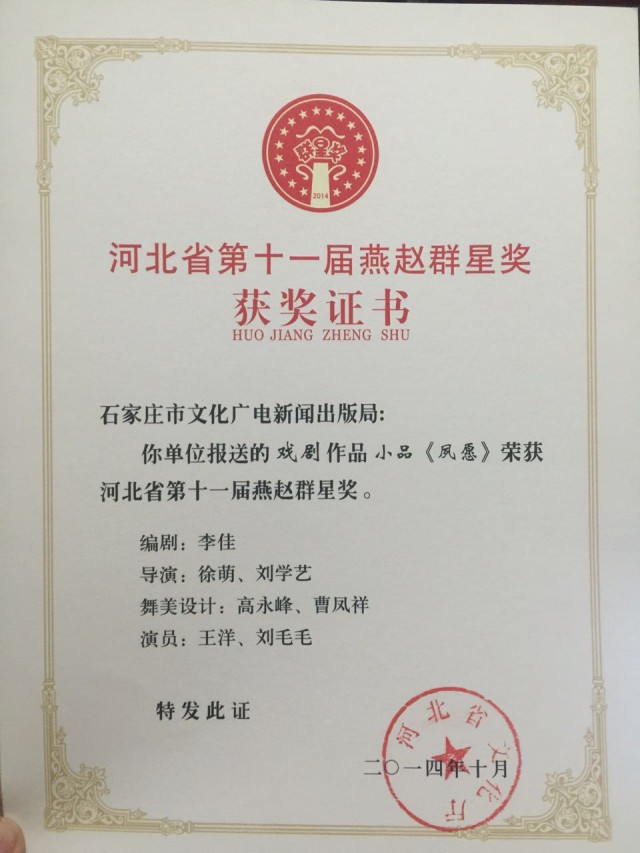 群星奖
2014
河北省第十一届燕赵群星奖
获奖证书
HUO JIANG ZHENG SHU
石家庄市文化广电新闻出版局：
你单位报送的戏剧作品小品《夙愿》荣获
河北省第十一届燕赵群星奖。
编剧：李佳
导演：徐萌、刘学艺
舞美设计：高永峰、曹凤祥
演员：王洋、刘毛毛
特发此证
二〇一四年十月
河北省文化厅